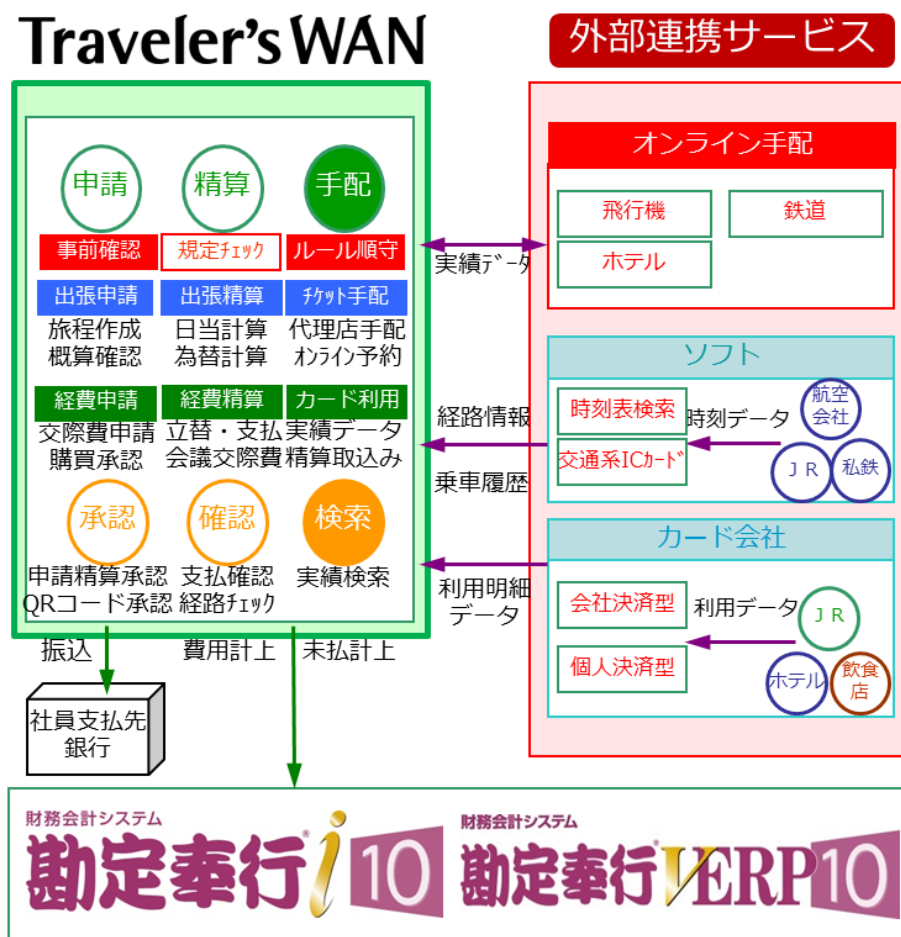 Traveler's WAN
外部連携サービス
申請
精算
手配
事前確認
規定ﾁｪｯｸ
ルール順守
出張申請
出張精算
ﾁｹｯﾄ手配
旅程作成
概算確認
日当計算
為替計算
代理店手配
ｵﾝﾗｲﾝ予約
経費申請
経費精算
カード利用
交際費申請
購買承認
立替・支払
会議交際費
実績データ
精算取込み
承認
確認
検索
申請精算承認
QRコード承認
支払確認
経路ﾁｪｯｸ
実績検索
実績ﾃﾞｰﾀ
経路情報
乗車履歴
利用明細
データ
オンライン手配
飛行機
鉄道
ホテル
ソフト
時刻表検索
交通系ICｶｰﾄﾞ
時刻データ
航空
会社
ＪＲ
私鉄
カード会社
会社決済型
個人決済型
利用データ
ＪＲ
ホテル
飲食
店
振込
費用計上
未払計上
社員支払先
銀行
財務会計システム
勘定奉行i10
財務会計システム
勘定奉行VERP10